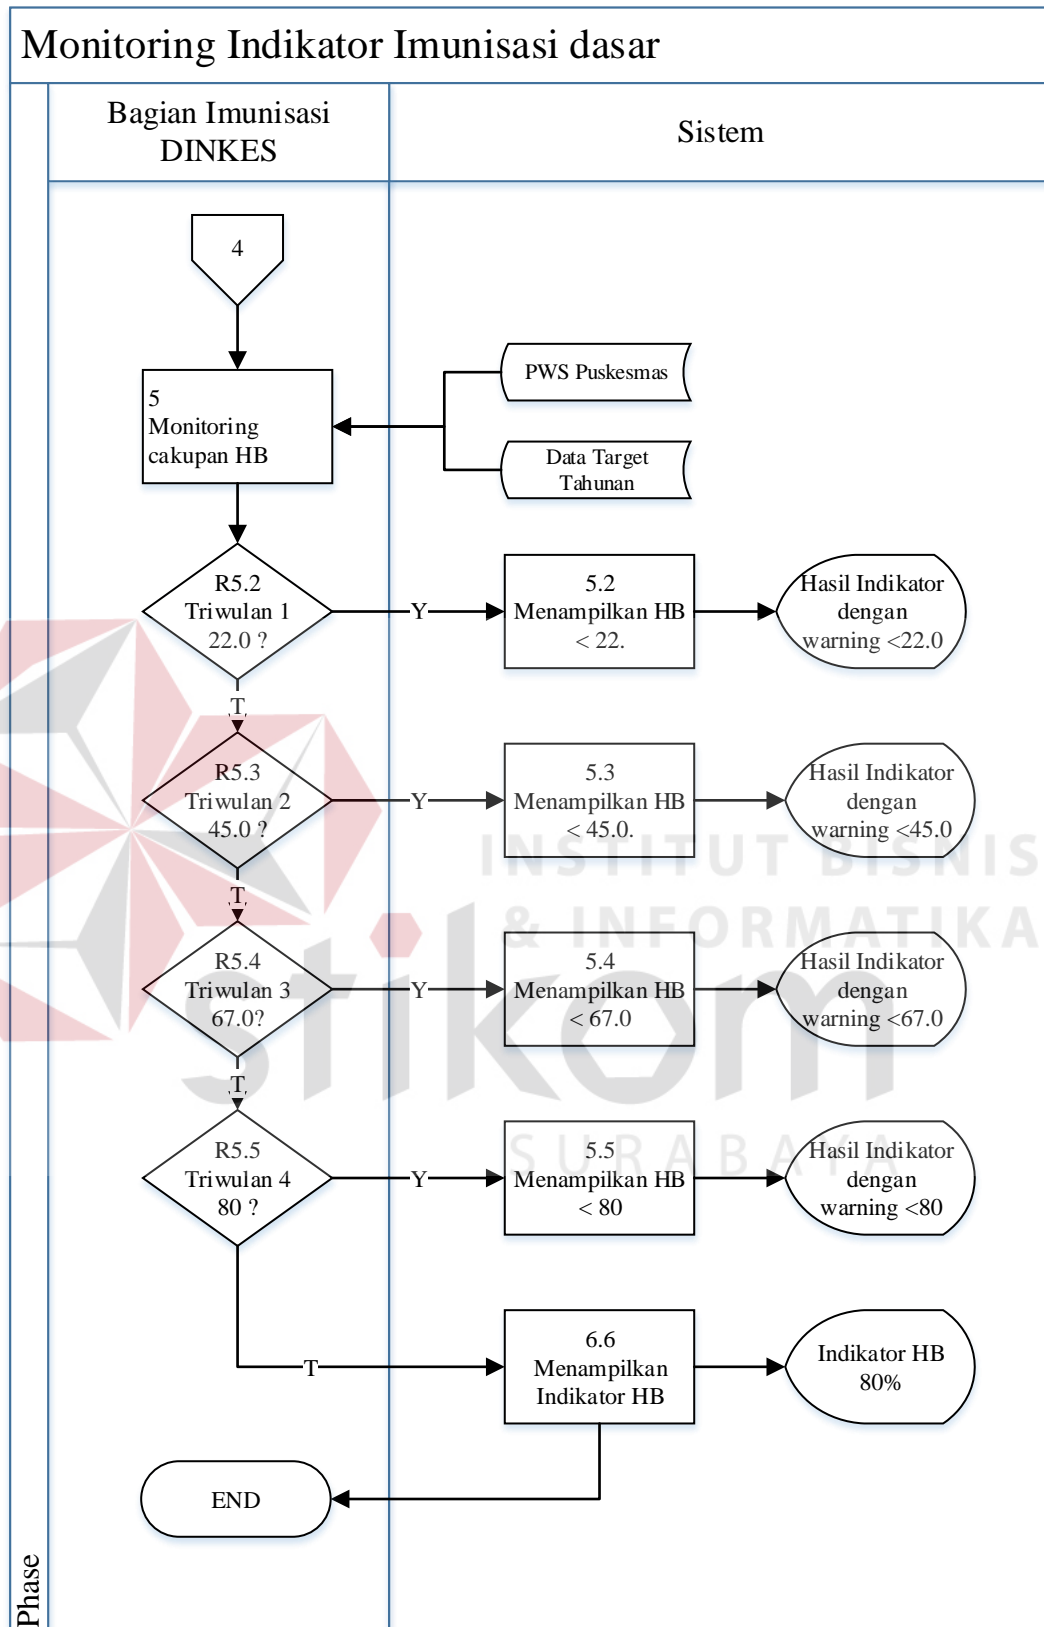 Monitoring Indikator Imunisasi dasar
Bagian Imunisasi
DINKES
Sistem
4
5
Monitoring
cakupan HB
PWS Puskesmas
Data Target
Tahunan
R5.2
Triwulan 1
22.0 ?
Y
5.2
Menampilkan HB
< 22.
Hasil Indikator
dengan
warning <22.0
T
R5.3
Triwulan 2
45.0 ?
Y
5.3
Menampilkan HB
< 45.0.
Hasil Indikator
dengan
warning <45.0
INSTITUT BISNIS
& INFORMATIKA
T
R5.4
Triwulan 3
67.0?
Y
5.4
Menampilkan HB
< 67.0
Hasil Indikator
dengan
warning <67.0
stikom
SURABAYA
T
R5.5
Triwulan 4
80 ?
Y
5.5
Menampilkan HB
< 80
Hasil Indikator
dengan
warning <80
T
6.6
Menampilkan
Indikator HB
Indikator HB
80%
END
Phase